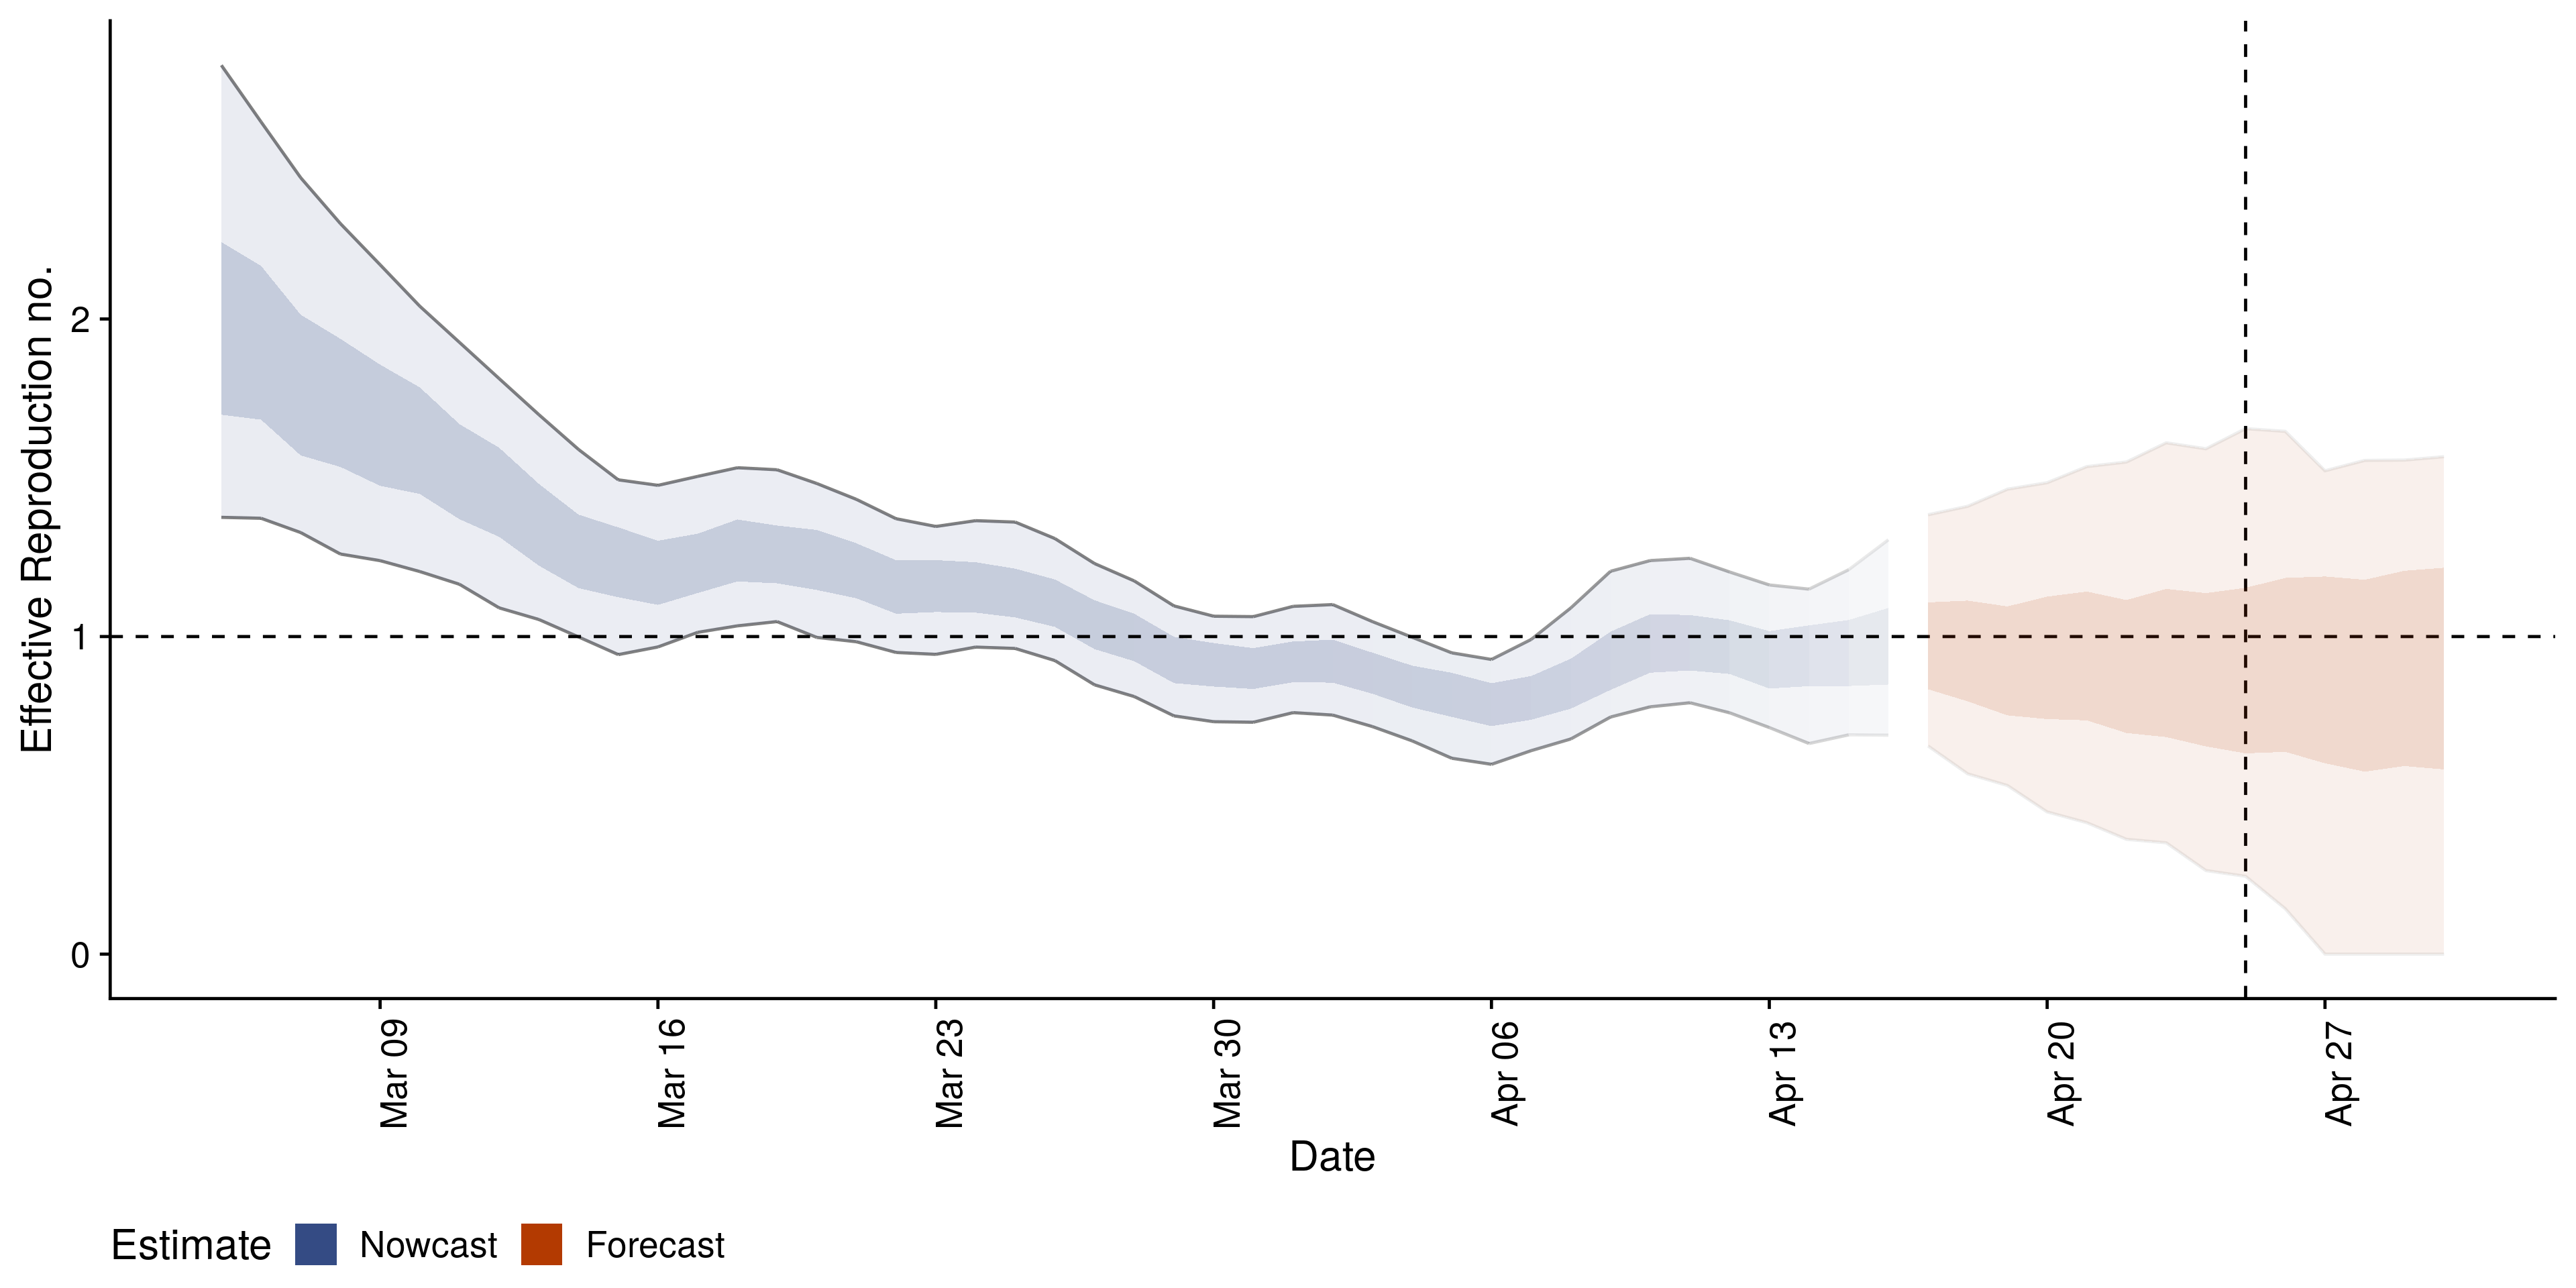 Effective Reproduction no.
2
1
0
Mar 09
Mar 16
Mar 23
Mar 30
Apr 06
Apr 13
Apr 20
Apr 27
Date
Estimate Nowcast Forecast